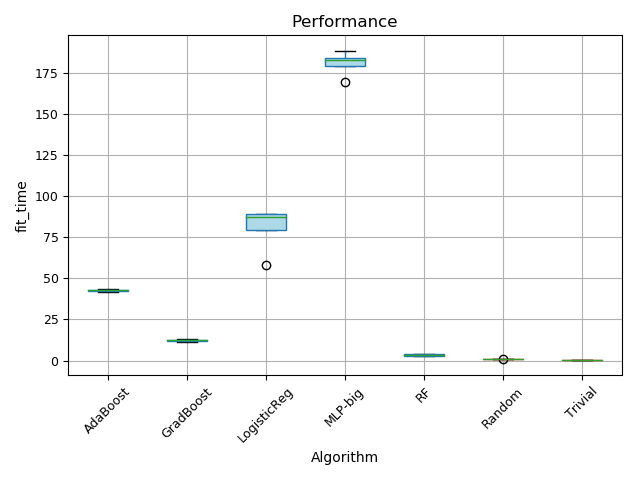 Performance
fit_time
175
150
125
100
75
50
25
0
AdaBoost
GradBoost
LogisticReg
MLP-big
RF
Random
Trivial
Algorithm